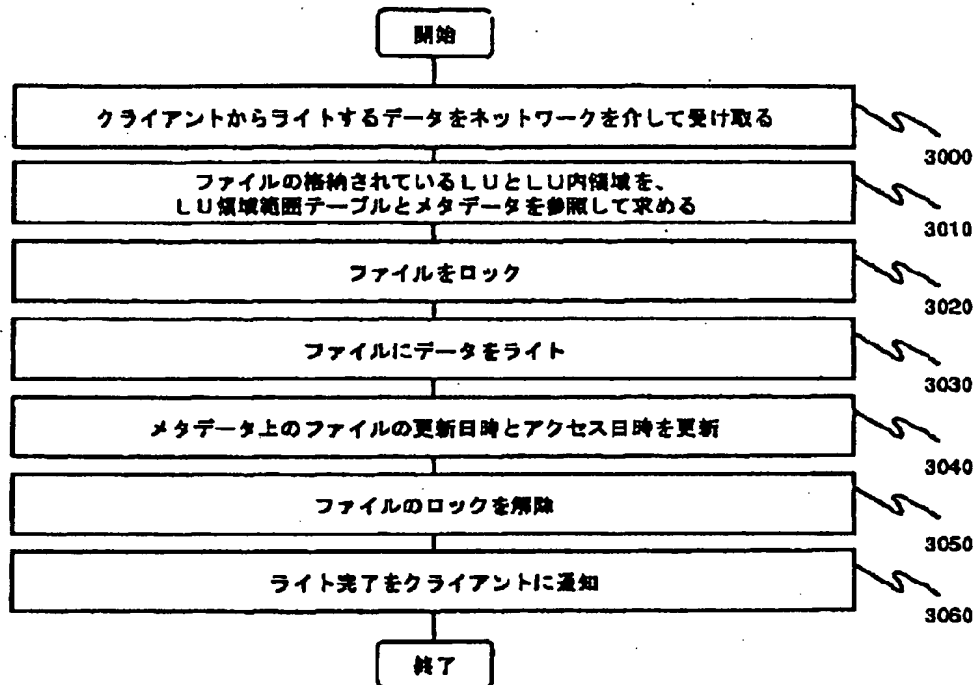 開始
クライアントからライトするデータをネットワークを介して受け取る
3000
ファイルの格納されているLUとLU内領域を、
LU領域範囲テーブルとメタデータを参照して求める
3010
ファイルをロック
3020
ファイルにデータをライト
3030
メタデータ上のファイルの更新日時とアクセス日時を更新
3040
ファイルのロックを解除
3050
ライト完了をクライアントに通知
3060
終了